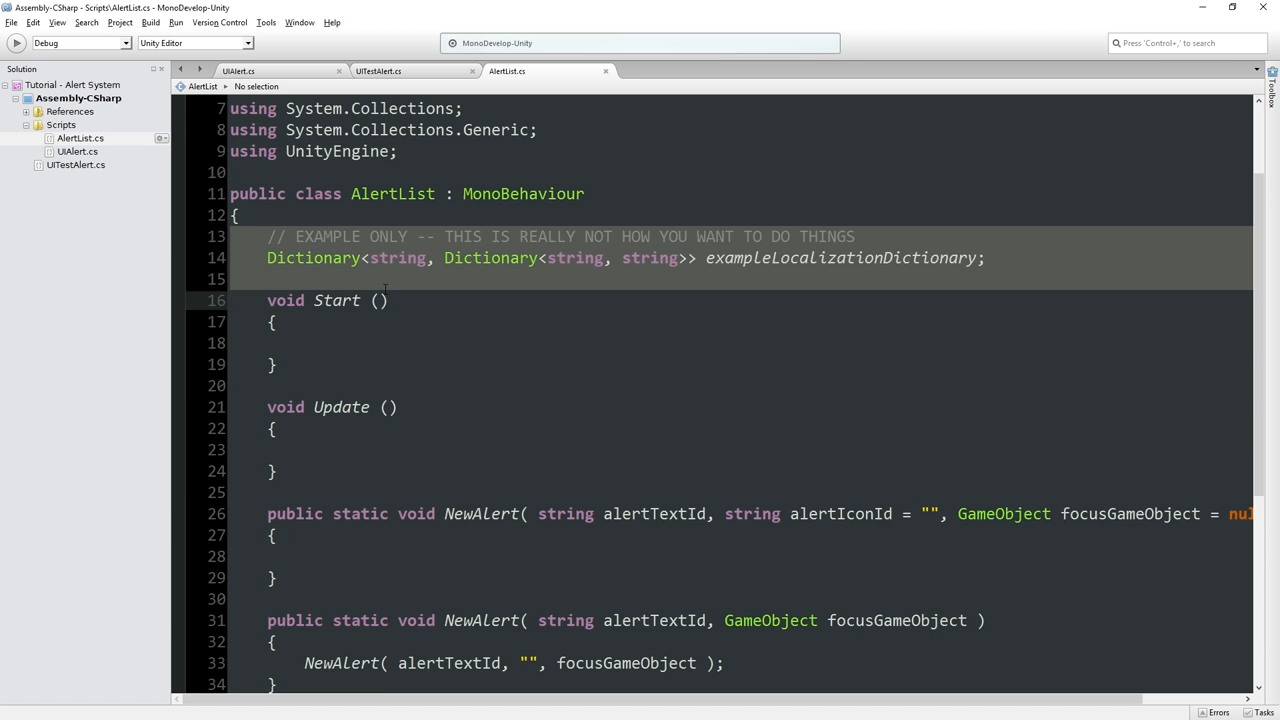 Assembly-CSharp - Scripts\AlertList.cs - MonoDevelop-Unity
File Edit View Search Project Build Run Version Control Tools Window Help
Debug Unity Editor MonoDevelop-Unity Press 'Control+,' to search
Solution
UIAlert.cs UITestAlert.cs AlertList.cs
Tutorial - Alert System
Assembly-CSharp
References
Scripts
AlertList.cs
UIAlert.cs
UITestAlert.cs
AlertList No selection
Toolbox
7 using System.Collections;
8 using System.Collections.Generic;
9 using UnityEngine;
10
11 public class AlertList : MonoBehaviour
12 {
13 // EXAMPLE ONLY -- THIS IS REALLY NOT HOW YOU WANT TO DO THINGS
14 Dictionary<string, Dictionary<string, string>> exampleLocalizationDictionary;
15
16 void Start ()
17 {
18
19 }
20
21 void Update ()
22 {
23
24 }
25
26 public static void NewAlert( string alertTextId, string alertIconId = "", GameObject focusGameObject = nul
27 {
28
29 }
30
31 public static void NewAlert( string alertTextId, GameObject focusGameObject )
32 {
33 NewAlert( alertTextId, "", focusGameObject );
34 }
Errors Tasks